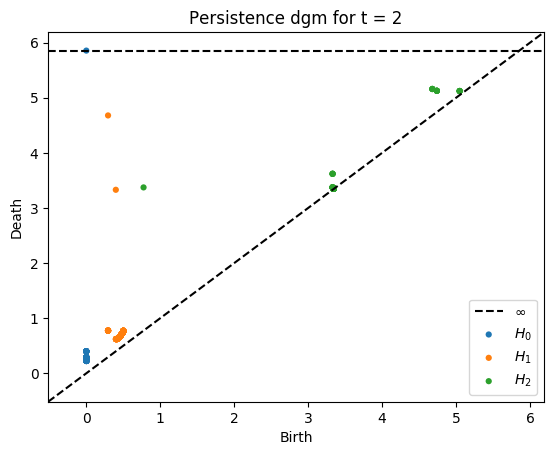 Persistence dgm for t = 2
6
5
4
3
2
1
0
Death
∞
H₀
H₁
H₂
0 1 2 3 4 5 6
Birth